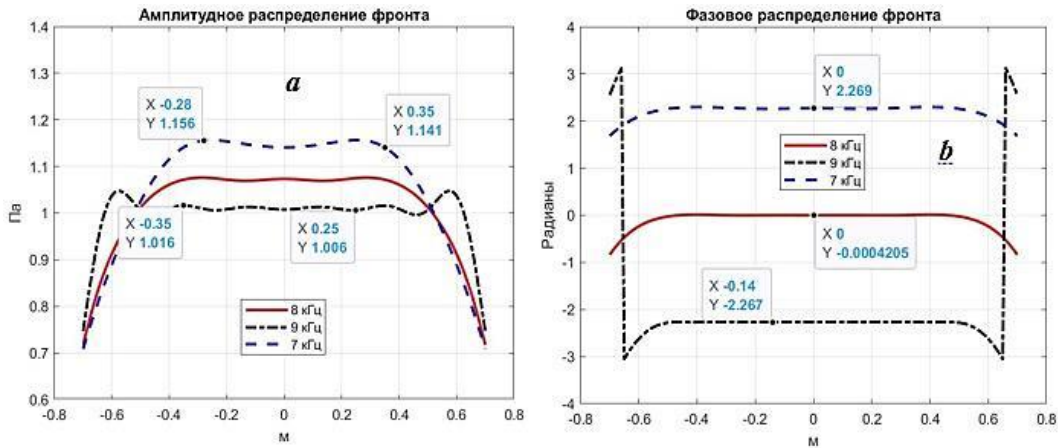 Амплитудное распределение фронта
1.4
1.3
1.2
1.1
1
0.9
0.8
0.7
0.6
Па
a
X -0.28
Y 1.156
X 0.35
Y 1.141
X -0.35
Y 1.016
X 0.25
Y 1.006
8 кГц
9 кГц
7 кГц
-0.8 -0.6 -0.4 -0.2 0 0.2 0.4 0.6 0.8
м
Фазовое распределение фронта
4
3
2
1
0
-1
-2
-3
-4
Радианы
X 0
Y 2.269
8 кГц
9 кГц
7 кГц
b
X 0
Y -0.0004205
X -0.14
Y -2.267
-0.8 -0.6 -0.4 -0.2 0 0.2 0.4 0.6 0.8
м